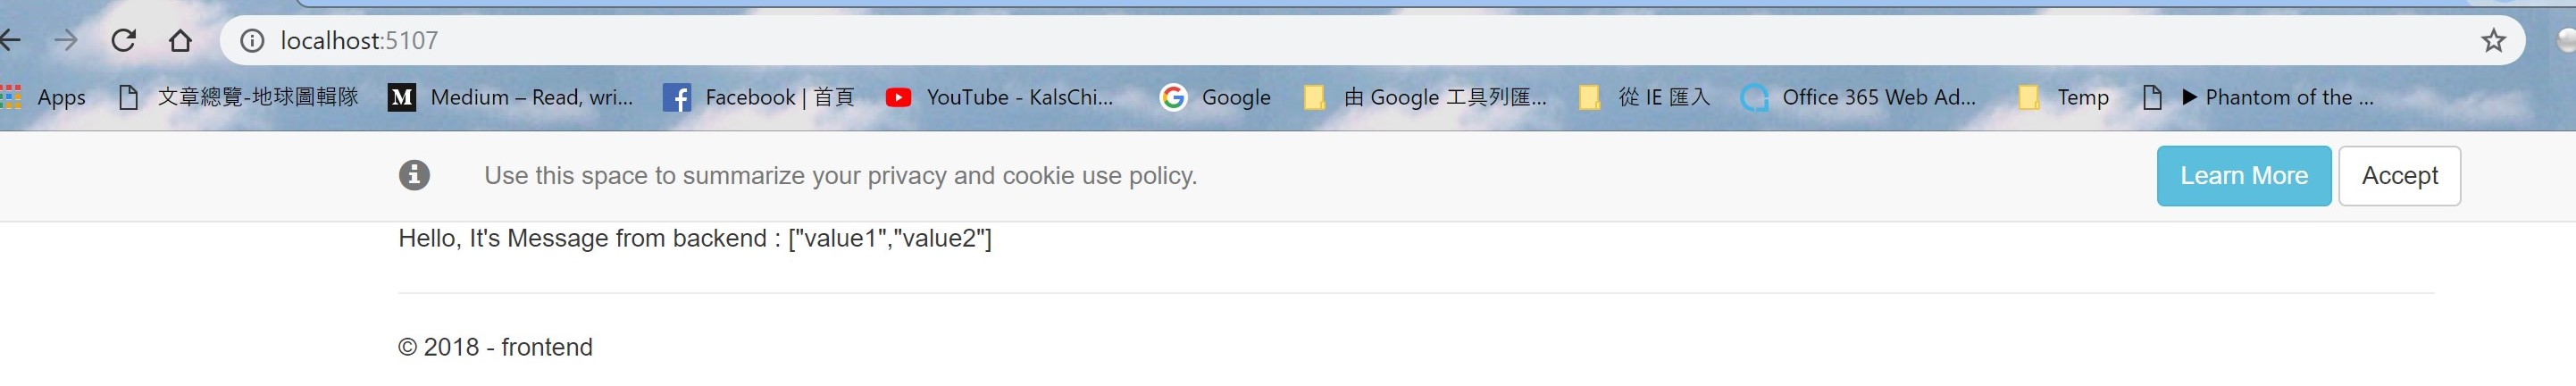 localhost:5107
Apps 文章總覽-地球圖輯隊 M Medium – Read, wri... f Facebook | 首頁 YouTube - KalsChi... G Google 由 Google 工具列匯... 從 IE 匯入 Office 365 Web Ad... Temp ▶ Phantom of the ...
Use this space to summarize your privacy and cookie use policy. Learn More Accept
Hello, It's Message from backend : ["value1","value2"]
© 2018 - frontend